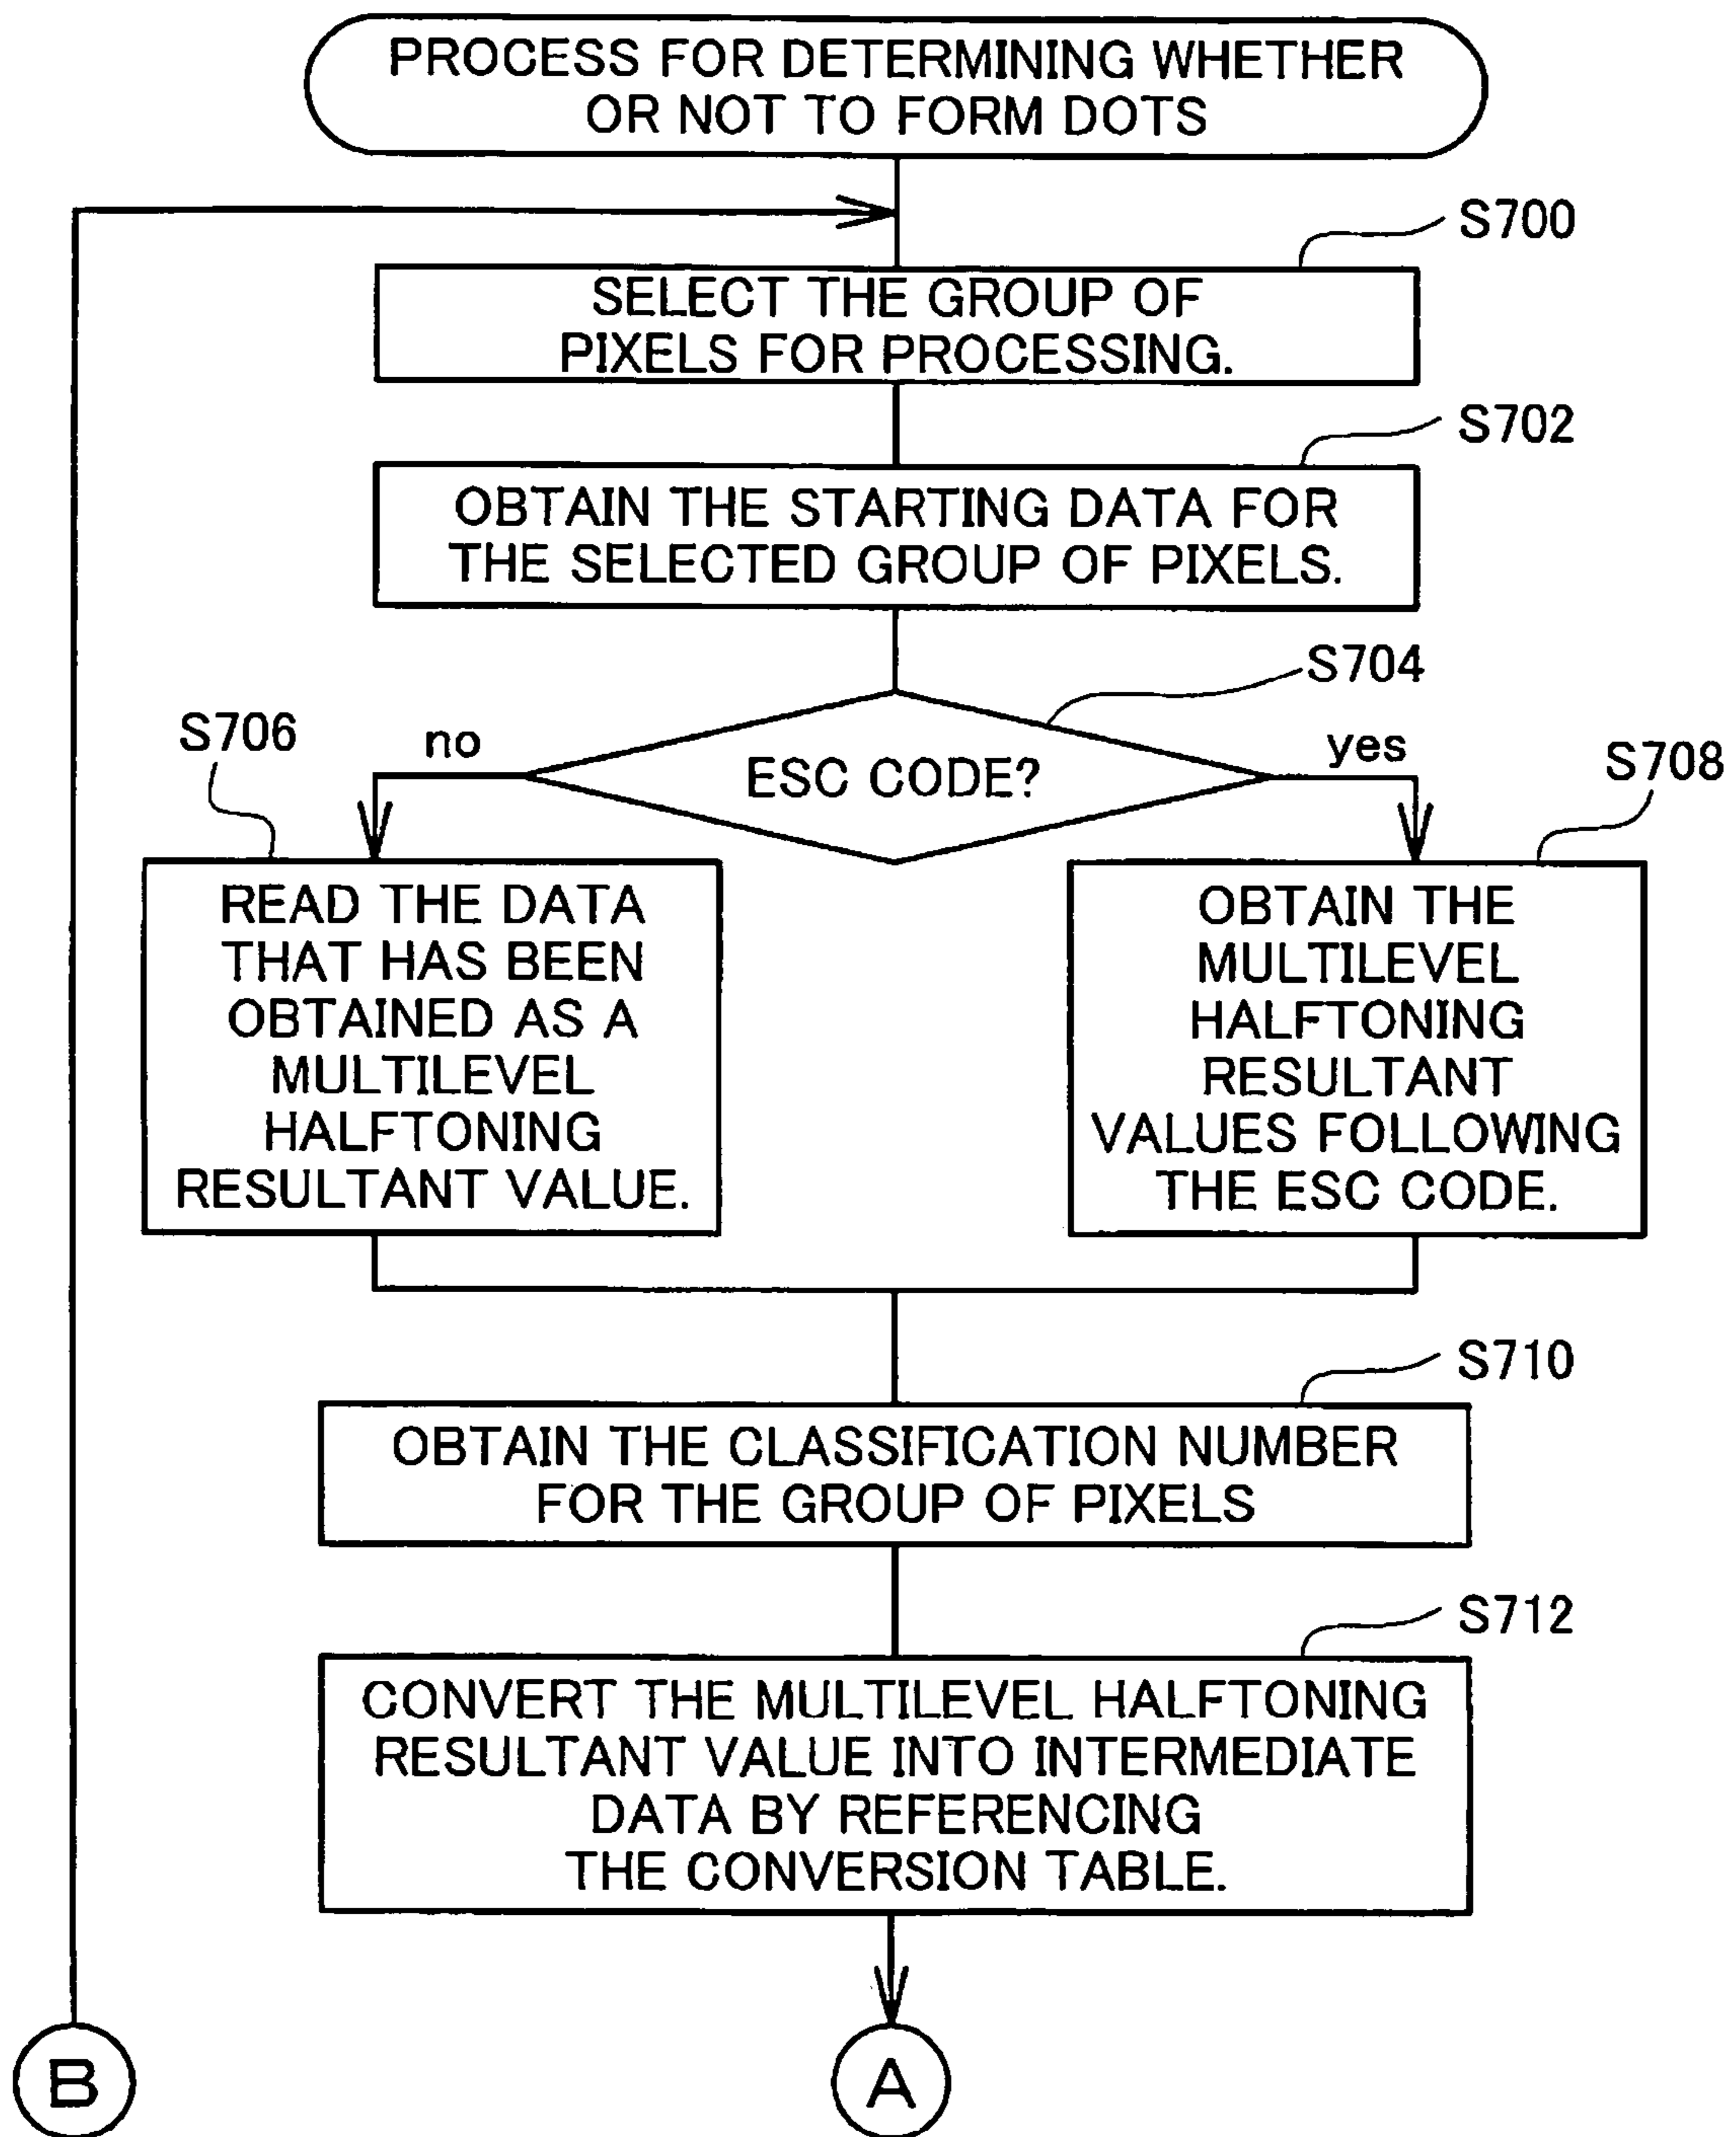 PROCESS FOR DETERMINING WHETHER
OR NOT TO FORM DOTS
S700
SELECT THE GROUP OF
PIXELS FOR PROCESSING.
S702
OBTAIN THE STARTING DATA FOR
THE SELECTED GROUP OF PIXELS.
S704
ESC CODE?
no
yes
S706
READ THE DATA
THAT HAS BEEN
OBTAINED AS A
MULTILEVEL
HALFTONING
RESULTANT VALUE.
S708
OBTAIN THE
MULTILEVEL
HALFTONING
RESULTANT
VALUES FOLLOWING
THE ESC CODE.
S710
OBTAIN THE CLASSIFICATION NUMBER
FOR THE GROUP OF PIXELS
S712
CONVERT THE MULTILEVEL HALFTONING
RESULTANT VALUE INTO INTERMEDIATE
DATA BY REFERENCING
THE CONVERSION TABLE.
B
A